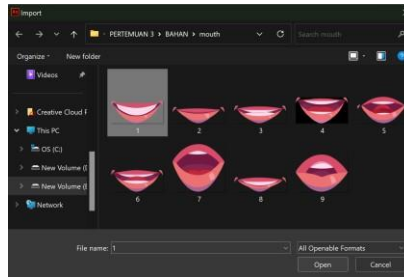 Import
PERTEMUAN 3 › BAHAN › mouth
Search mouth
Organize
New folder
Videos
Creative Cloud F
This PC
OS (C:)
New Volume (
New Volume (
Network
1
2
3
4
5
6
7
8
9
File name: 1
All Openable Formats
Open
Cancel